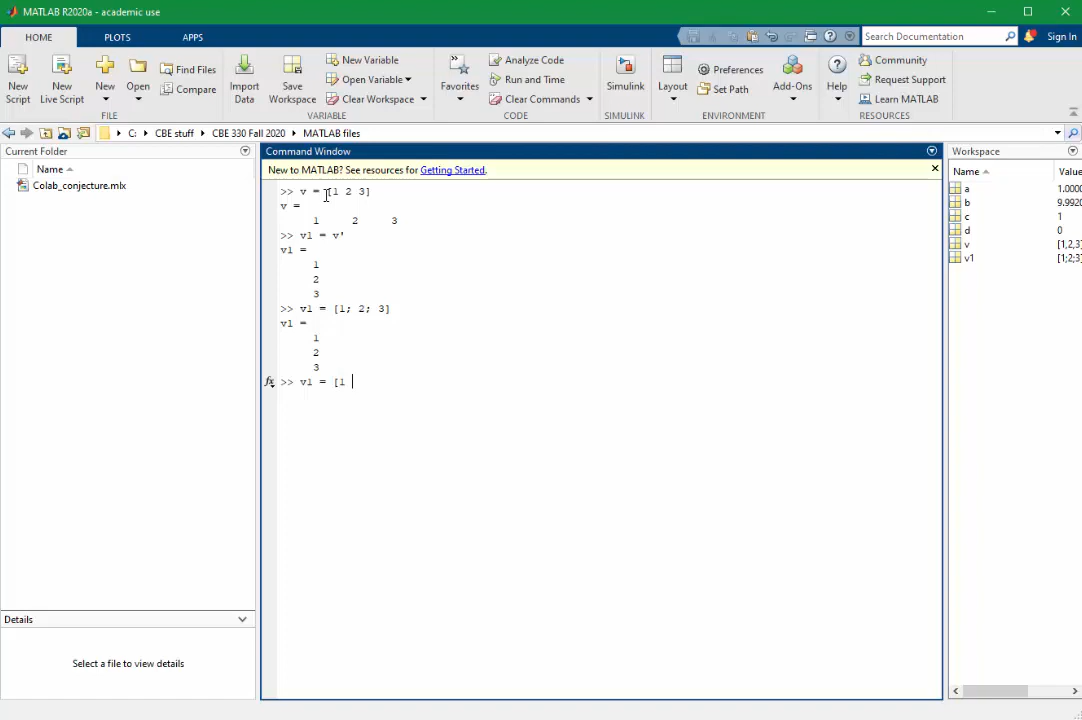 MATLAB R2020a - academic use
HOME PLOTS APPS
Search Documentation
Sign In
New Script
New Live Script
New
Open
Find Files
Compare
FILE
Import Data
Save Workspace
New Variable
Open Variable
Clear Workspace
VARIABLE
Favorites
Analyze Code
Run and Time
Clear Commands
CODE
Simulink
SIMULINK
Layout
Preferences
Set Path
Add-Ons
ENVIRONMENT
Help
Community
Request Support
Learn MATLAB
RESOURCES
C: CBE stuff CBE 330 Fall 2020 MATLAB files
Current Folder
Name
Colab_conjecture.mlx
Details
Select a file to view details
Command Window
New to MATLAB? See resources for Getting Started.
>> v = [1 2 3]
v =
1 2 3
>> v1 = v'
v1 =
1
2
3
>> v1 = [1; 2; 3]
v1 =
1
2
3
fx >> v1 = [1
Workspace
Name Value
a 1.0000
b 9.9920
c 1
d 0
v [1,2,3]
v1 [1;2;3]